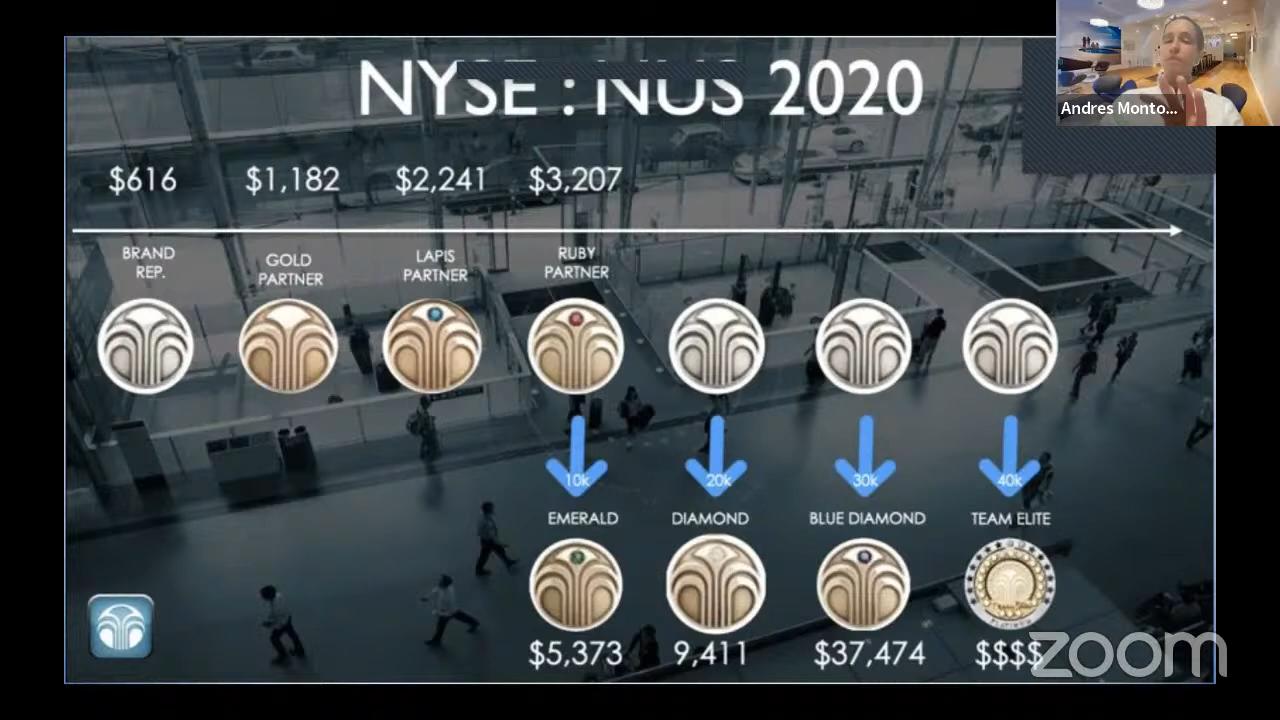 Andres Monto...
NYSE : NUS 2020
$616 $1,182 $2,241 $3,207
BRAND
REP.
GOLD
PARTNER
LAPIS
PARTNER
RUBY
PARTNER
10k 20k 30k 40k
EMERALD DIAMOND BLUE DIAMOND TEAM ELITE
$5,373 9,411 $37,474 $$$$
zoom